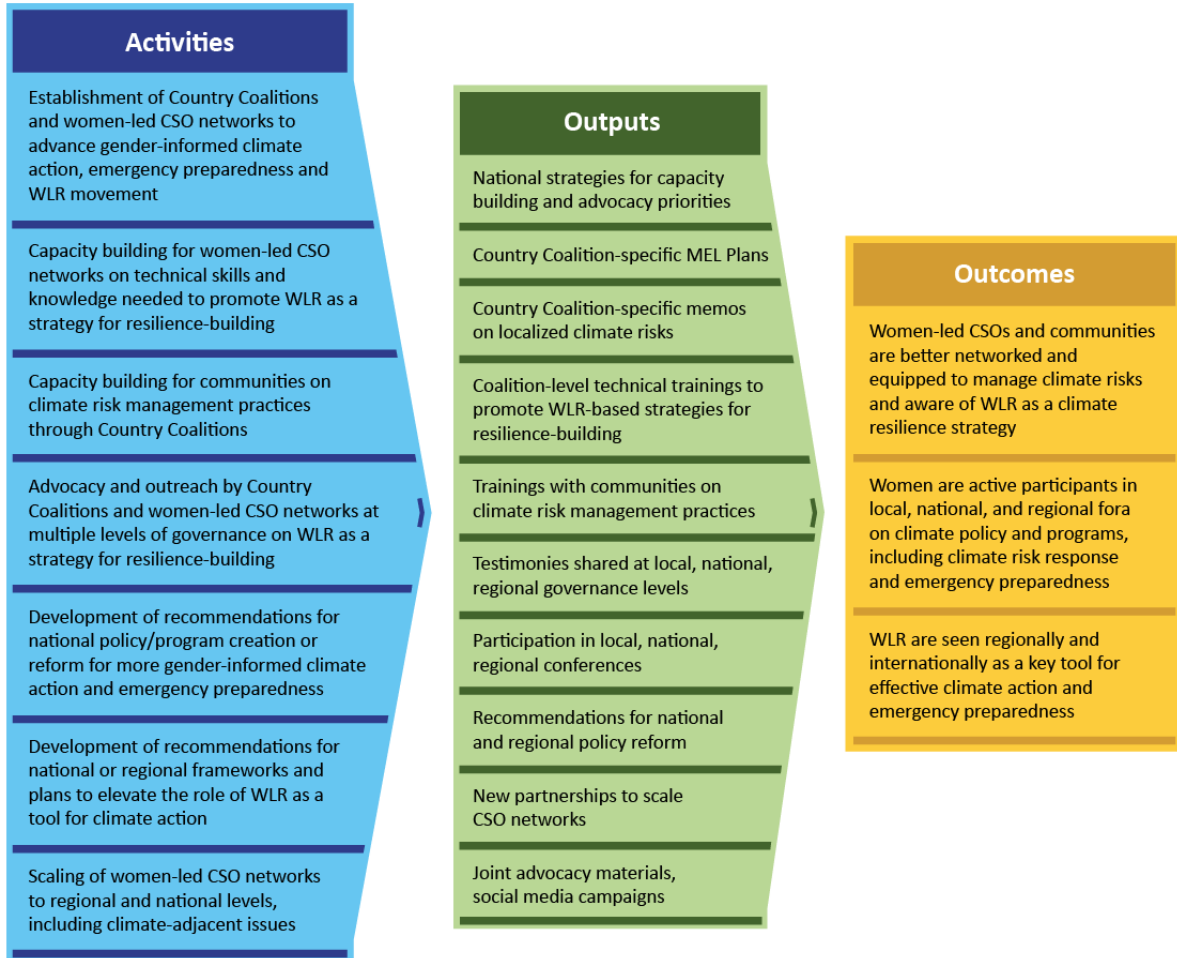 Activities
Establishment of Country Coalitions
and women-led CSO networks to
advance gender-informed climate
action, emergency preparedness and
WLR movement
Capacity building for women-led CSO
networks on technical skills and
knowledge needed to promote WLR as a
strategy for resilience-building
Capacity building for communities on
climate risk management practices
through Country Coalitions
Advocacy and outreach by Country
Coalitions and women-led CSO networks at
multiple levels of governance on WLR as a
strategy for resilience-building
Development of recommendations for
national policy/program creation or
reform for more gender-informed climate
action and emergency preparedness
Development of recommendations for
national or regional frameworks and
plans to elevate the role of WLR as a
tool for climate action
Scaling of women-led CSO networks
to regional and national levels,
including climate-adjacent issues
Outputs
National strategies for capacity
building and advocacy priorities
Country Coalition-specific MEL Plans
Country Coalition-specific memos
on localized climate risks
Coalition-level technical trainings to
promote WLR-based strategies for
resilience-building
Trainings with communities on
climate risk management practices
Testimonies shared at local, national,
regional governance levels
Participation in local, national,
regional conferences
Recommendations for national
and regional policy reform
New partnerships to scale
CSO networks
Joint advocacy materials,
social media campaigns
Outcomes
Women-led CSOs and communities
are better networked and
equipped to manage climate risks
and aware of WLR as a climate
resilience strategy
Women are active participants in
local, national, and regional fora
on climate policy and programs,
including climate risk response
and emergency preparedness
WLR are seen regionally and
internationally as a key tool for
effective climate action and
emergency preparedness